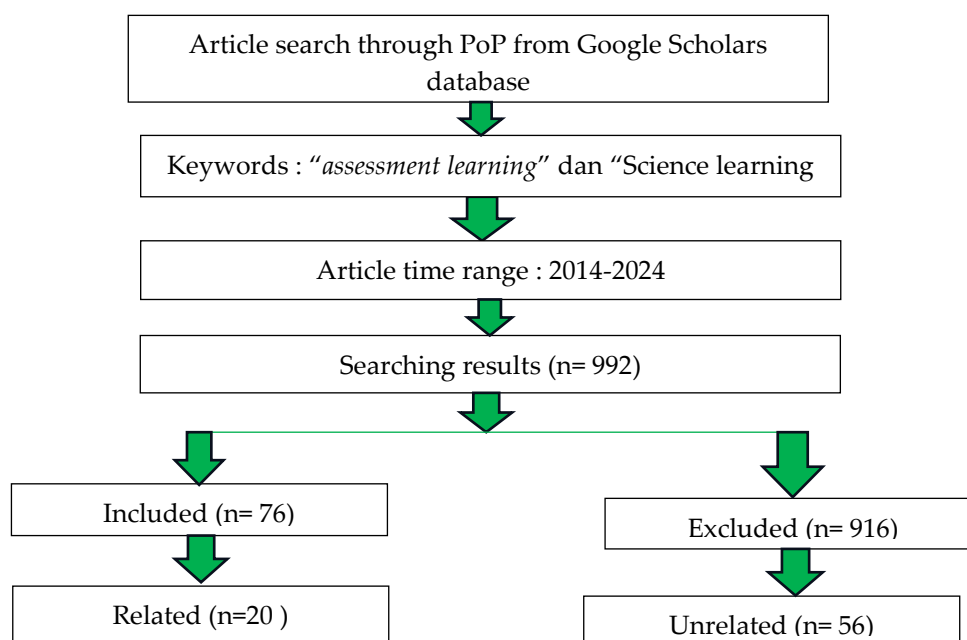 Article search through PoP from Google Scholars
database
Keywords : “assessment learning” dan “Science learning
Article time range : 2014-2024
Searching results (n= 992)
Included (n= 76)
Excluded (n= 916)
Related (n=20 )
Unrelated (n= 56)